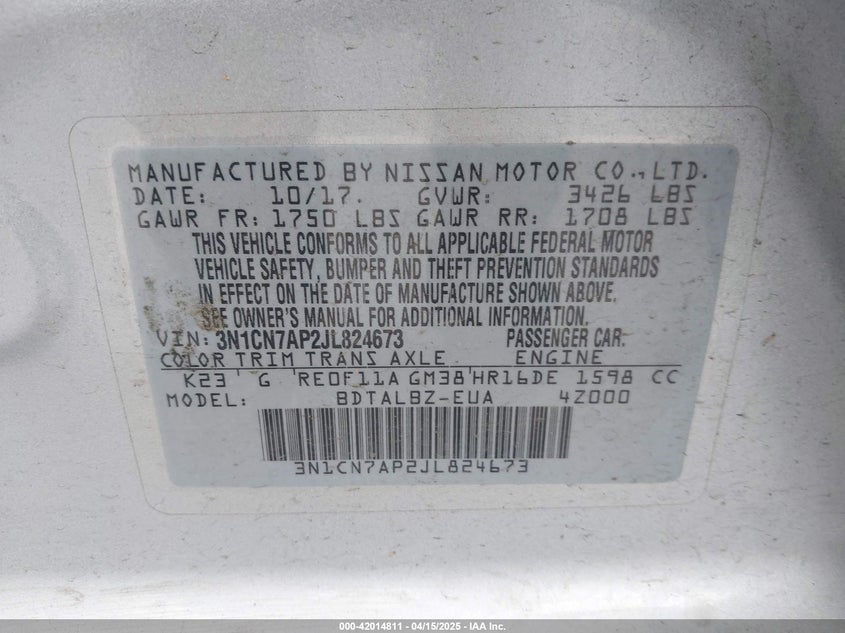 MANUFACTURED BY NISSAN MOTOR CO., LTD.
DATE: 10/17. GVWR: 3426 LBS
GAWR FR: 1750 LBS GAWR RR: 1708 LBS
THIS VEHICLE CONFORMS TO ALL APPLICABLE FEDERAL MOTOR
VEHICLE SAFETY, BUMPER AND THEFT PREVENTION STANDARDS
IN EFFECT ON THE DATE OF MANUFACTURE SHOWN ABOVE.
SEE OWNER'S MANUAL FOR ADDITIONAL INFORMATION.
VIN: 3N1CN7AP2JL824673 PASSENGER CAR.
COLOR TRIM TRANS AXLE ENGINE
K23 G RE0F11A GM38 HR16DE 1598 CC
MODEL: BDTALBZ-EUA 4Z000
3N1CN7AP2JL824673
000-42014811 - 04/15/2025 - IAA Inc.